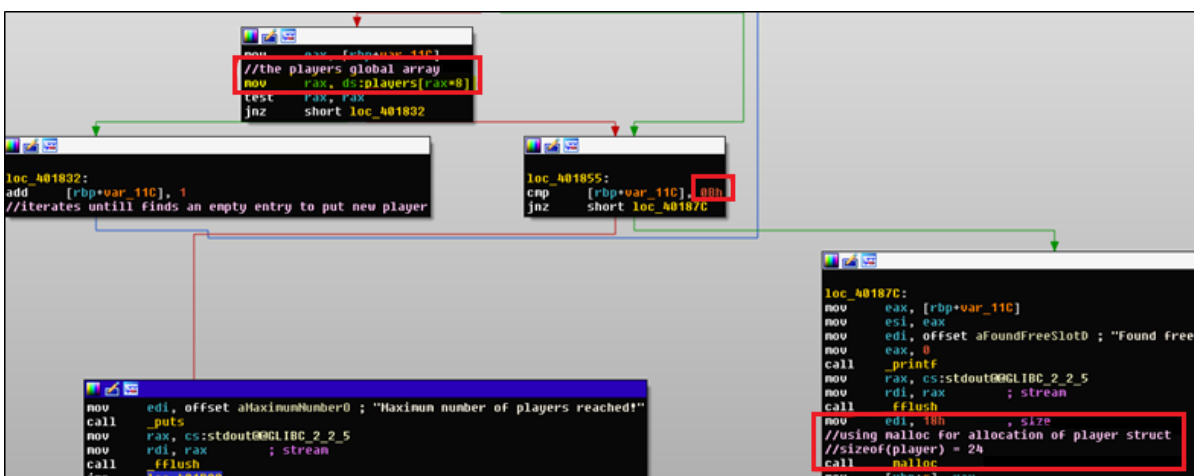 mov eax, [rbp+var_11C]
//the players global array
mov rax, ds:players[rax*8]
test rax, rax
jnz short loc_401832
loc_401832:
add [rbp+var_11C], 1
//iterates untill finds an empty entry to put new player
loc_401855:
cmp [rbp+var_11C], 0Bh
jnz short loc_40187C
loc_40187C:
mov eax, [rbp+var_11C]
mov esi, eax
mov edi, offset aFoundFreeSlotD ; "Found free
mov eax, 0
call _printf
mov rax, cs:stdout@@GLIBC_2_2_5
mov rdi, rax ; stream
call _fflush
mov edi, 18h ; size
//using malloc for allocation of player struct
//sizeof(player) = 24
call _malloc
mov edi, offset aMaximumNumberO ; "Maximum number of players reached!"
call _puts
mov rax, cs:stdout@@GLIBC_2_2_5
mov rdi, rax ; stream
call _fflush